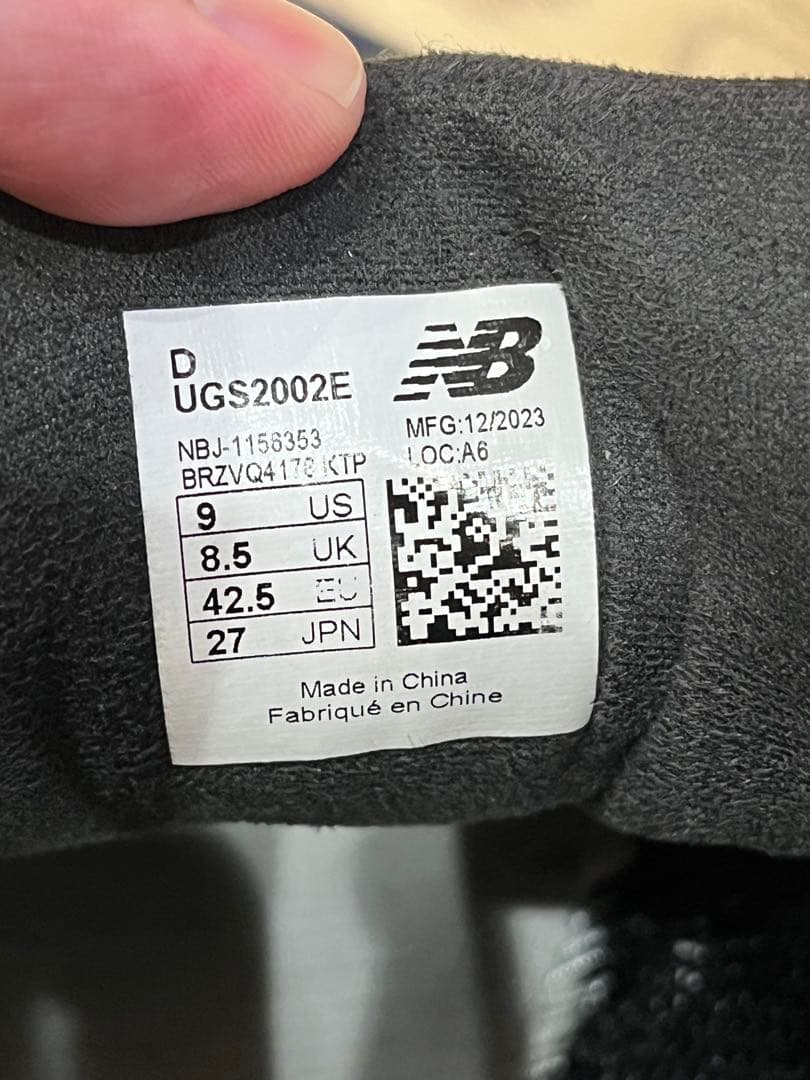 D
UGS2002E
NB
MFG:12/2023
LOC:A6
NBJ-1156353
KTP
9 US
8.5 UK
42.5 EU
27 JPN
Made in China
Fabriqué en Chine